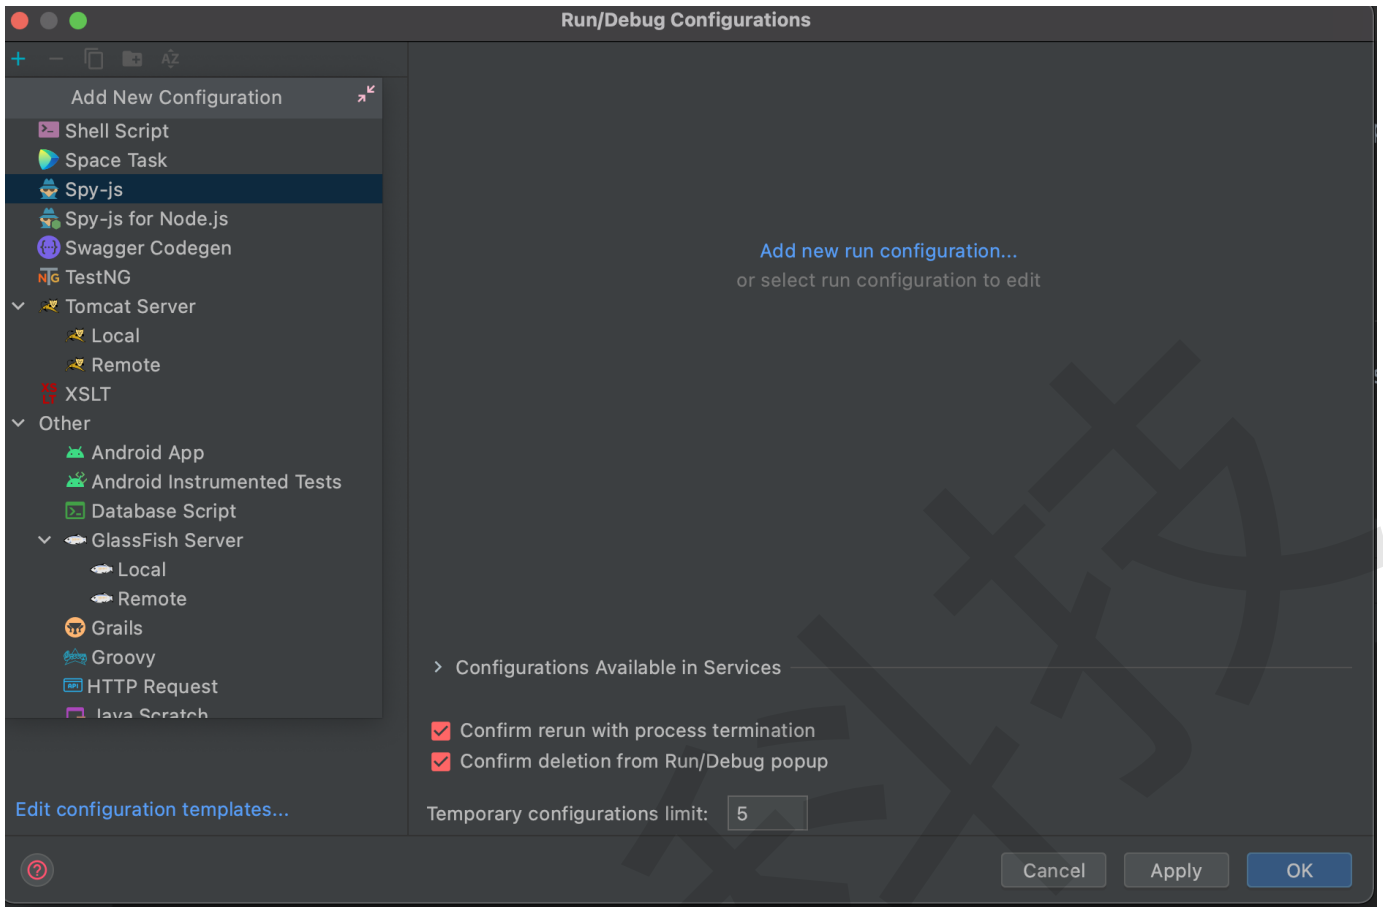 Run/Debug Configurations
Add New Configuration
Shell Script
Space Task
Spy-js
Spy-js for Node.js
Swagger Codegen
TestNG
Tomcat Server
Local
Remote
XSLT
Other
Android App
Android Instrumented Tests
Database Script
GlassFish Server
Local
Remote
Grails
Groovy
HTTP Request
Java Scratch
Edit configuration templates...
Add new run configuration...
or select run configuration to edit
Configurations Available in Services
Confirm rerun with process termination
Confirm deletion from Run/Debug popup
Temporary configurations limit: 5
Cancel
Apply
OK
科技